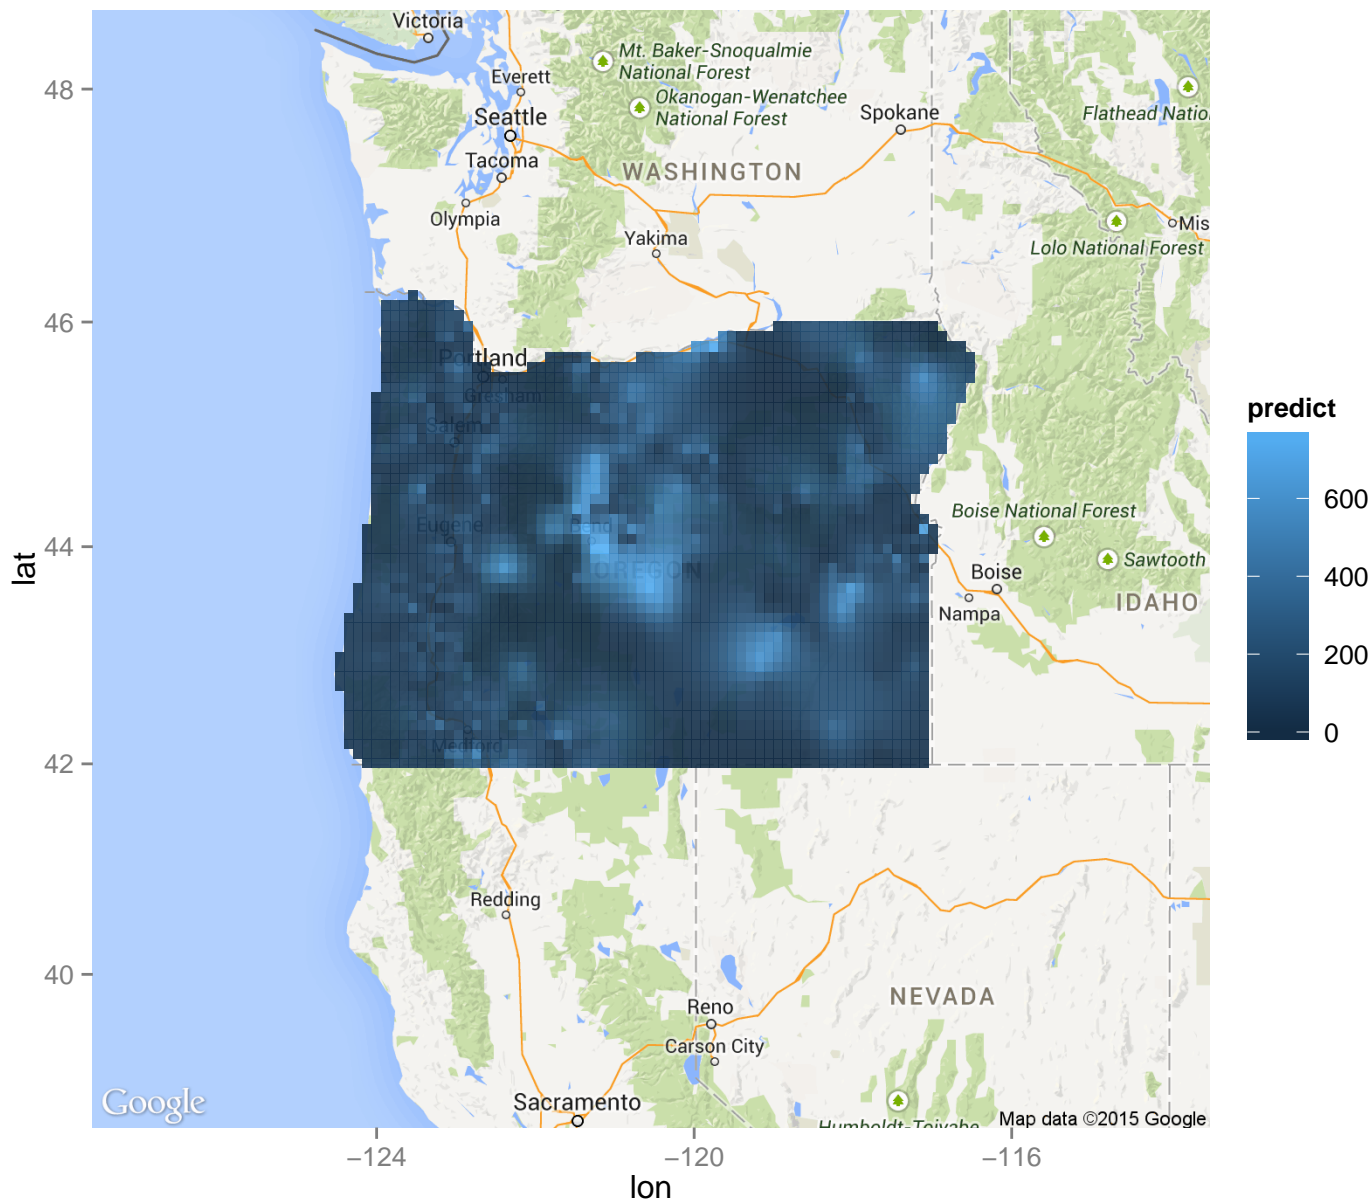 Victoria
Mt. Baker-Snoqualmie
National Forest
Everett
48
Okanogan-Wenatchee
National Forest
Flathead Natio
Seattle
Spokane
Tacoma
WASHINGTON
Olympia
Mis
Yakima
Lolo National Forest
46
Portland
Gresham
predict
Salem
600
Boise National Forest
Eugene
Bend
44
Sawtooth
OREGON
Boise
400
IDAHO
Nampa
lat
200
0
Medford
42
Redding
40
NEVADA
Reno
Carson City
Google
Sacramento
Map data ©2015 Google
Humboldt-Toiyabe
−124
−120
−116
lon